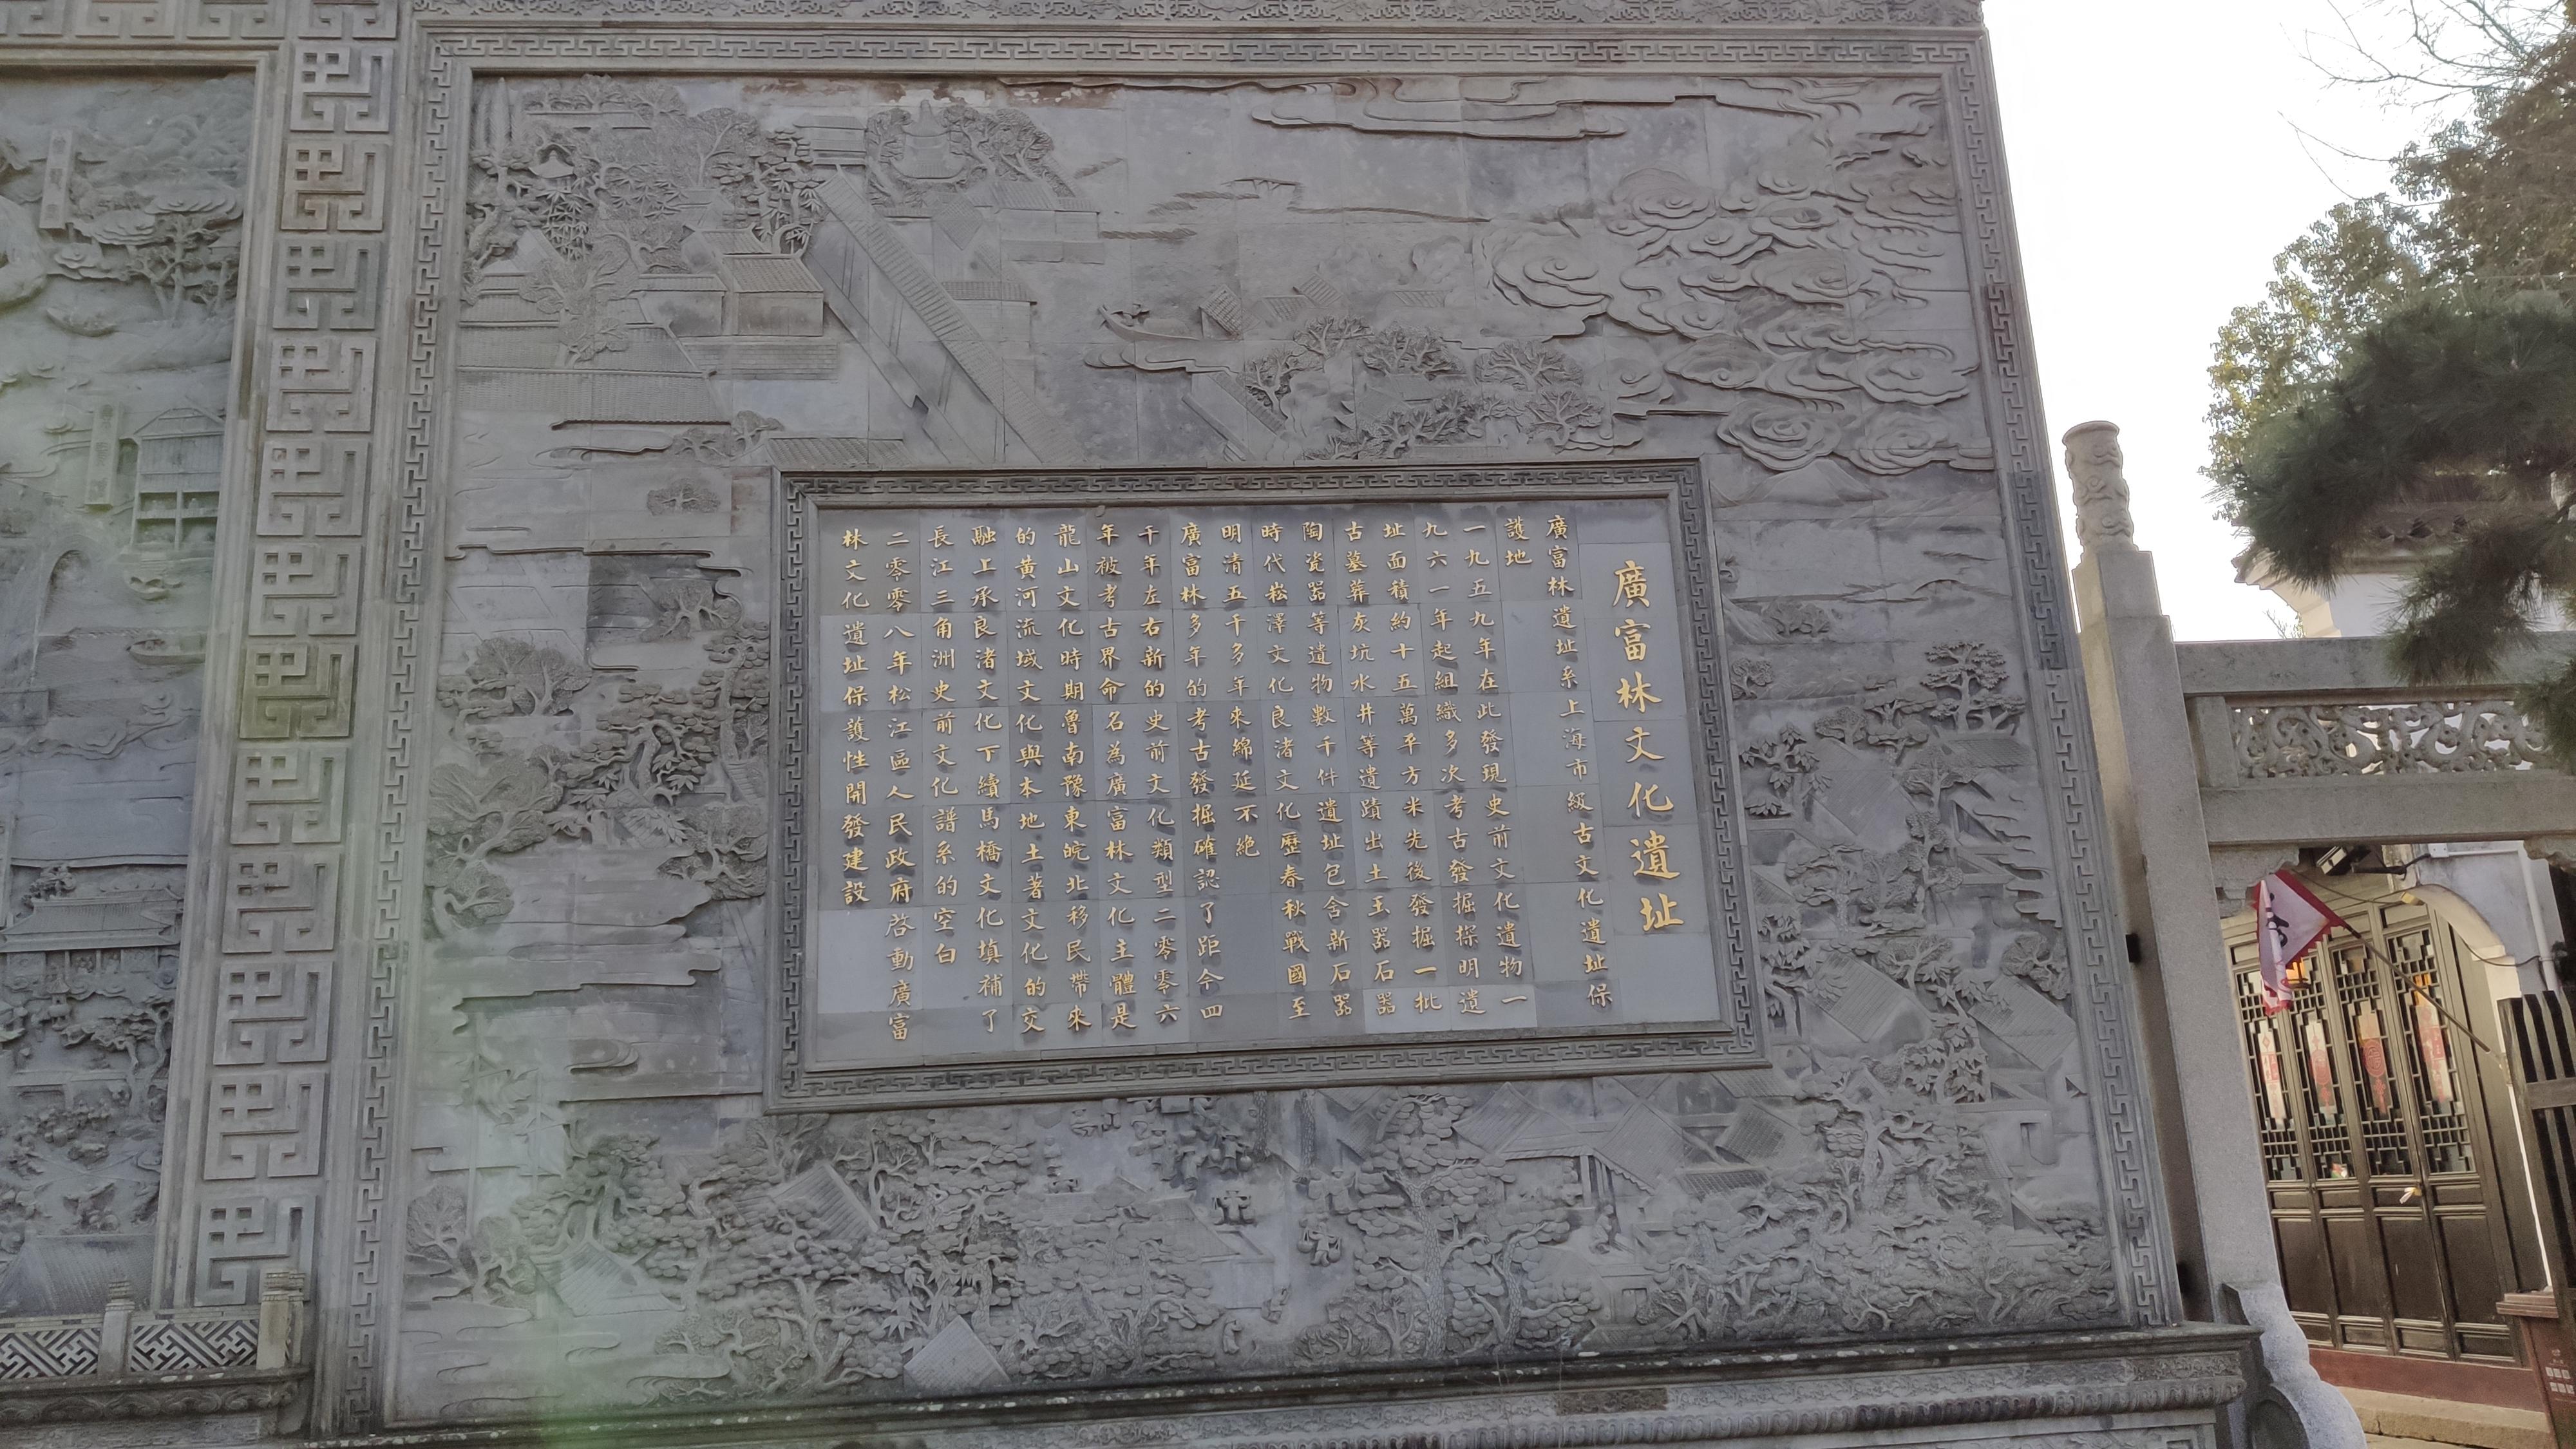 廣富林文化遺址
廣富林遺址系上海市級古文化遺址保
護地
一九五九年在此發現史前文化遺物一
九六一年起組織多次考古發掘探明遺
址面積約十五萬平方米先後發掘一批
古墓葬灰坑水井等遺蹟出土玉器石器
陶瓷器等遺物數千件遺址包含新石器
時代崧澤文化良渚文化歷春秋戰國至
明清五千多年來綿延不絕
廣富林多年的考古發掘確認了距今四
千年左右新的史前文化類型二零零六
年被考古界命名為廣富林文化主體是
龍山文化時期魯南豫東皖北移民帶來
的黄河流域文化與本地土著文化的交
融上承良渚文化下續馬橋文化填補了
長江三角洲史前文化譜系的空白
二零零八年松江區人民政府啓動廣富
林文化遺址保護性開發建設